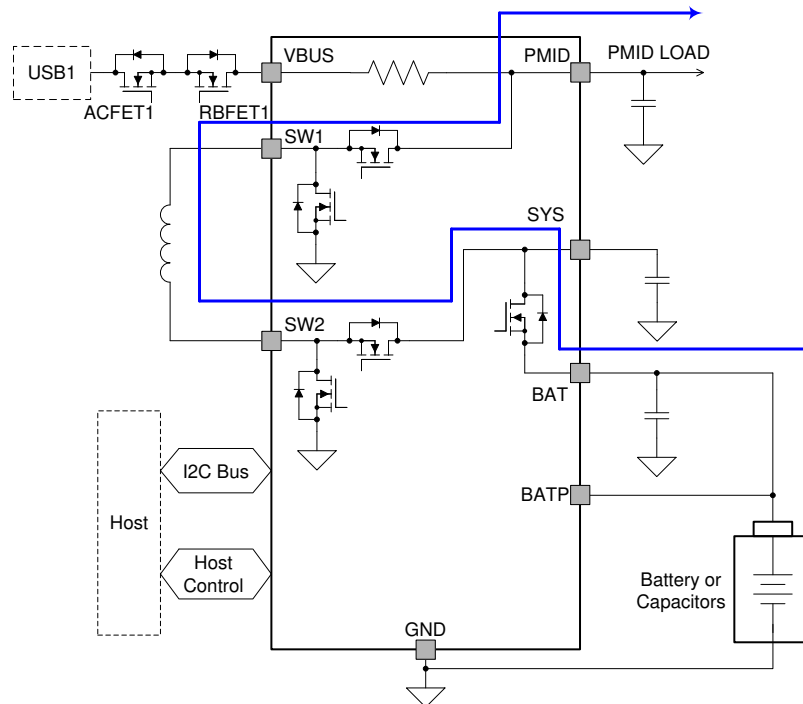 VBUS
PMID
PMID LOAD
USB1
ACFET1
RBFET1
SW1
SYS
SW2
BAT
I2C Bus
BATP
Host
Host
Control
Battery or
Capacitors
GND